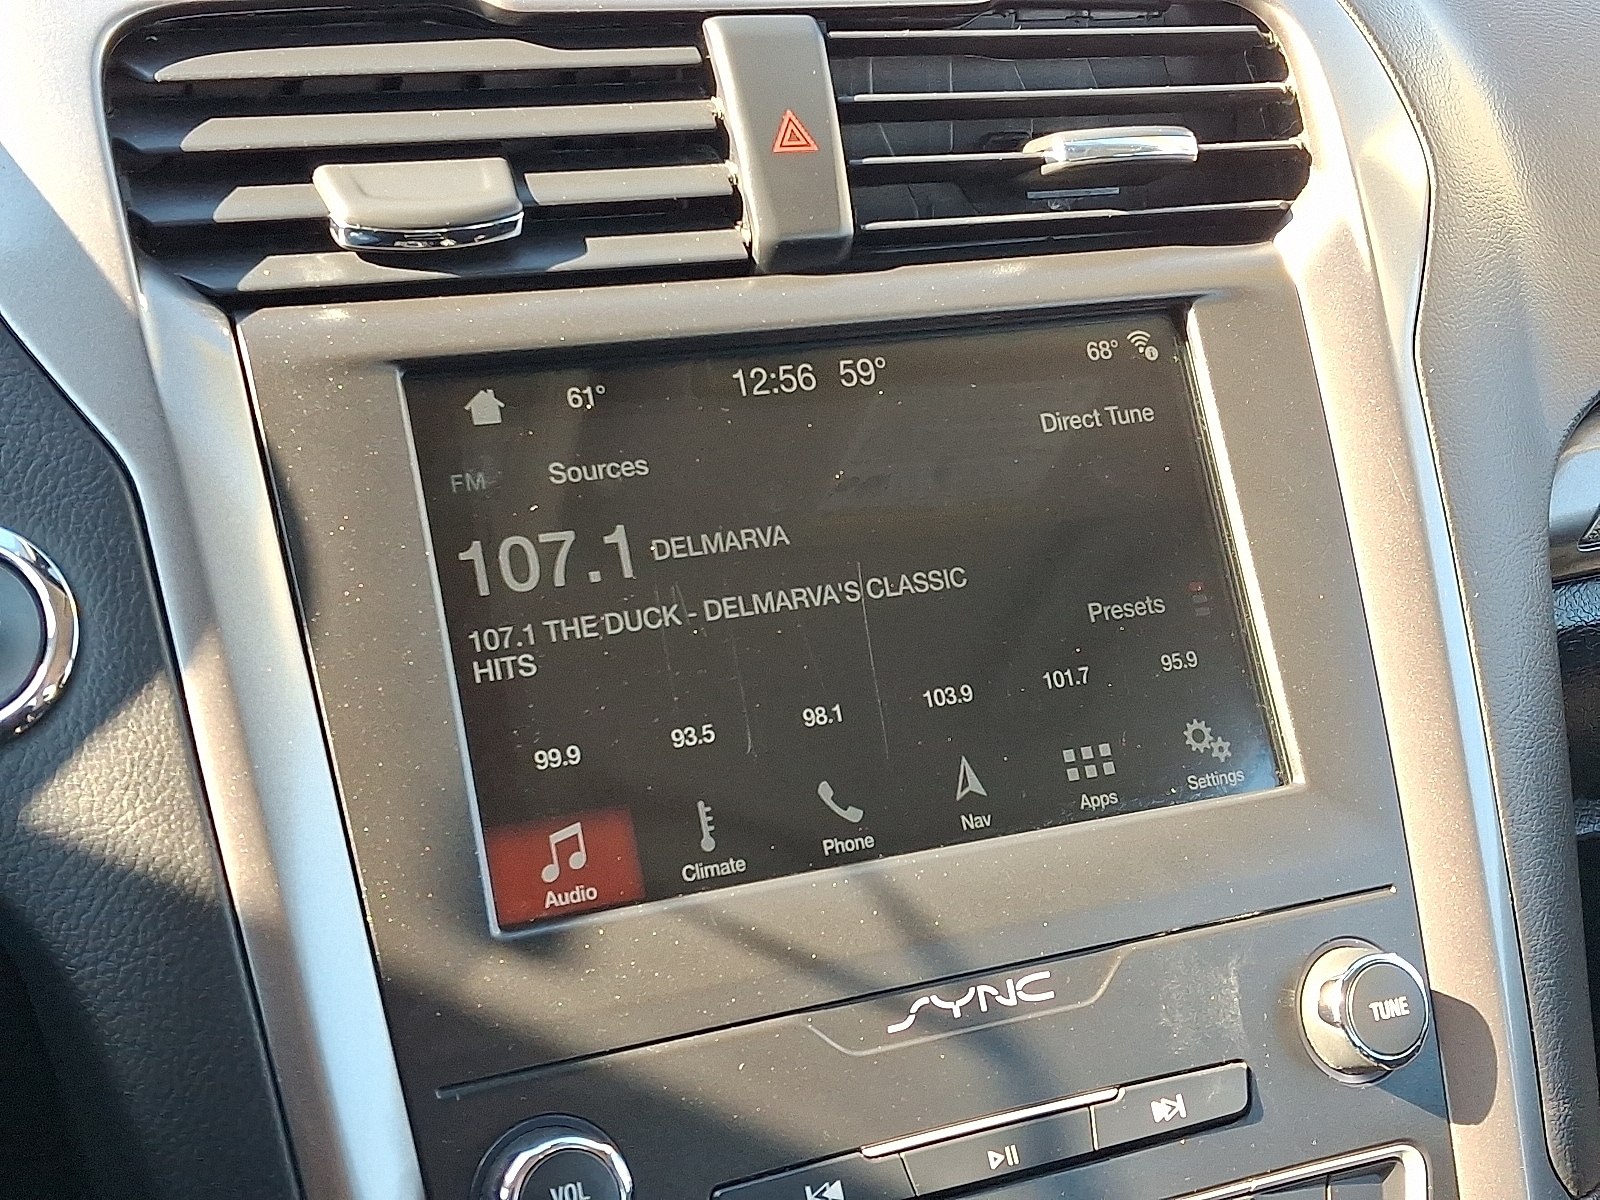 61° 12:56 59° 68°
Direct Tune
FM Sources
107.1 DELMARVA
107.1 THE DUCK - DELMARVA'S CLASSIC
HITS
Presets
99.9 93.5 98.1 103.9 101.7 95.9
Audio Climate Phone Nav Apps Settings
SYNC
TUNE
VOL